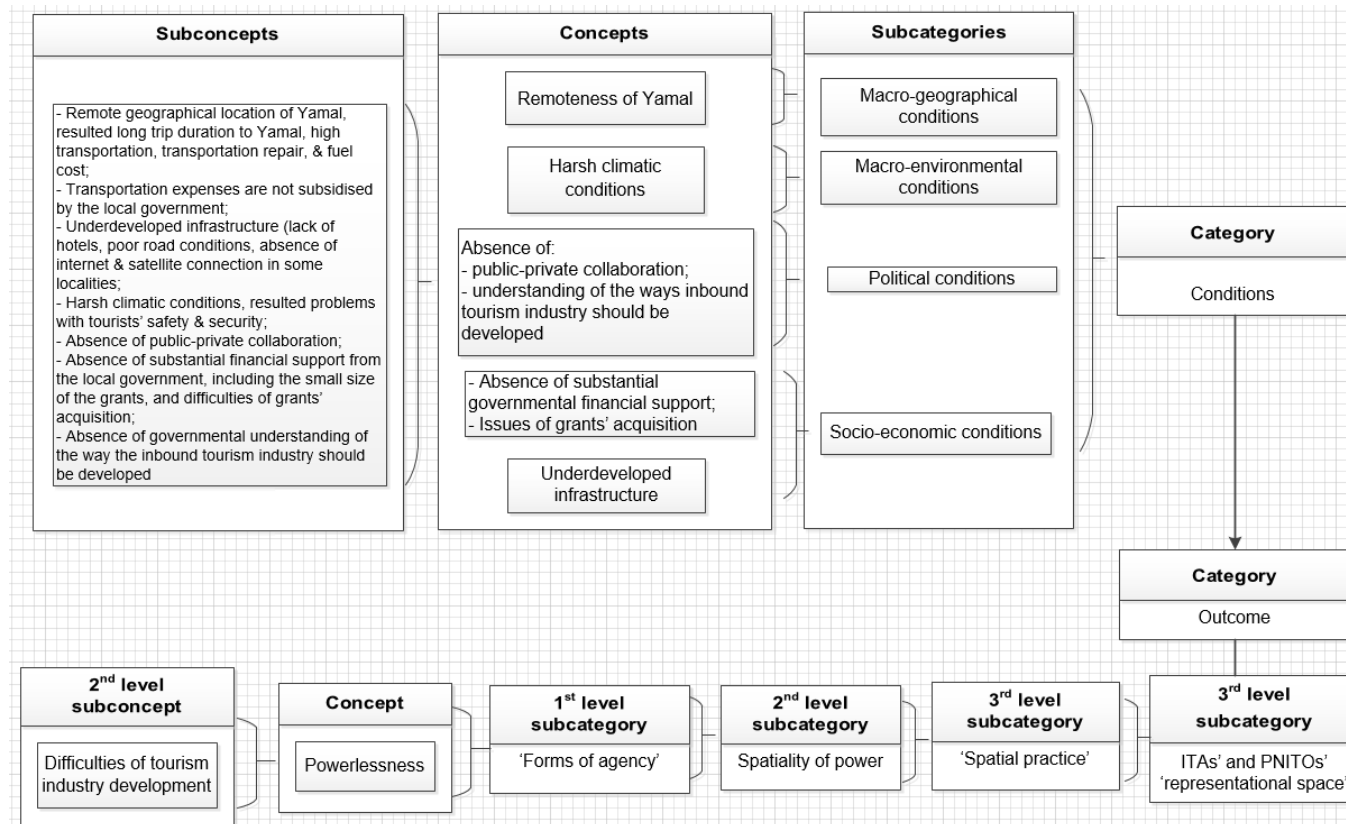 Subconcepts
- Remote geographical location of Yamal,
resulted long trip duration to Yamal, high
transportation, transportation repair, & fuel
cost;
- Transportation expenses are not subsidised
by the local government;
- Underdeveloped infrastructure (lack of
hotels, poor road conditions, absence of
internet & satellite connection in some
localities;
- Harsh climatic conditions, resulted problems
with tourists’ safety & security;
- Absence of public-private collaboration;
- Absence of substantial financial support from
the local government, including the small size
of the grants, and difficulties of grants’
acquisition;
- Absence of governmental understanding of
the way the inbound tourism industry should
be developed
Concepts
Remoteness of Yamal
Harsh climatic
conditions
Absence of:
- public-private collaboration;
- understanding of the ways inbound
tourism industry should be
developed
- Absence of substantial
governmental financial support;
- Issues of grants’ acquisition
Underdeveloped
infrastructure
Subcategories
Macro-geographical
conditions
Macro-environmental
conditions
Political conditions
Socio-economic conditions
Category
Conditions
Category
Outcome
2nd level
subconcept
Difficulties of tourism
industry development
Concept
Powerlessness
1st level
subcategory
‘Forms of agency’
2nd level
subcategory
Spatiality of power
3rd level
subcategory
‘Spatial practice’
3rd level
subcategory
ITAs’ and PNITOs’
‘representational space’